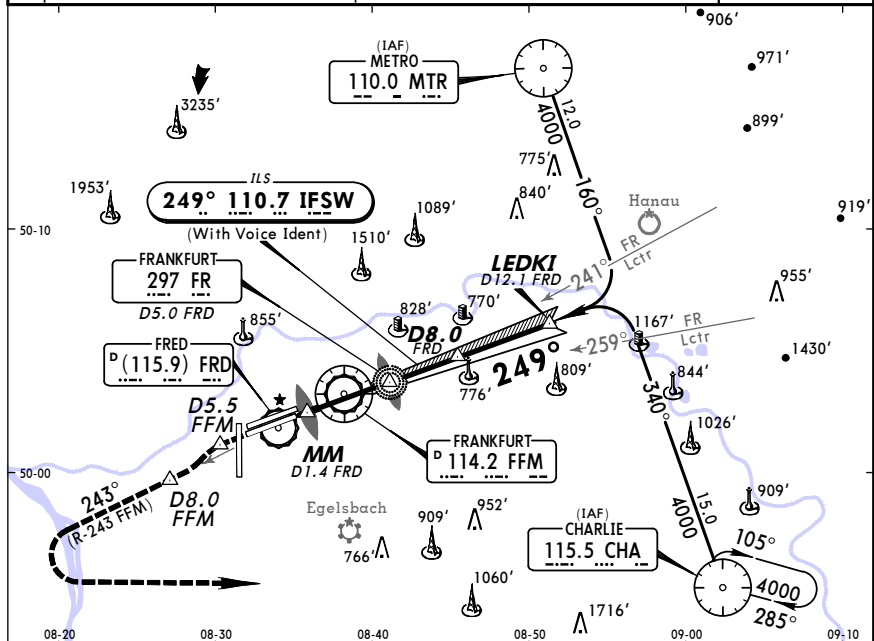 906'
971'
(IAF)
METRO
110.0 MTR
3235'
899'
12.0
4000
775'
ILS
249° 110.7 IFSW
(With Voice Ident)
1953'
840'
160°
Hanau
919'
1089'
50-10
1510'
FRANKFURT
297 FR
D5.0 FRD
LEDKI
D12.1 FRD
241°
FR
Lctr
955'
828'
770'
855'
D8.0
FRD
1167'
FR
259°
Lctr
FRED
D (115.9) FRD
249°
1430'
844'
776'
809'
D5.5
FFM
340°
1026'
MM
D1.4 FRD
FRANKFURT
D 114.2 FFM
50-00
243°
(R-243 FFM)
D8.0
FFM
15.0
4000
909'
Egelsbach
952'
(IAF)
CHARLIE
115.5 CHA
909'
766'
105°
4000
285°
1060'
1716'
08-20
08-30
08-40
08-50
09-00
09-10